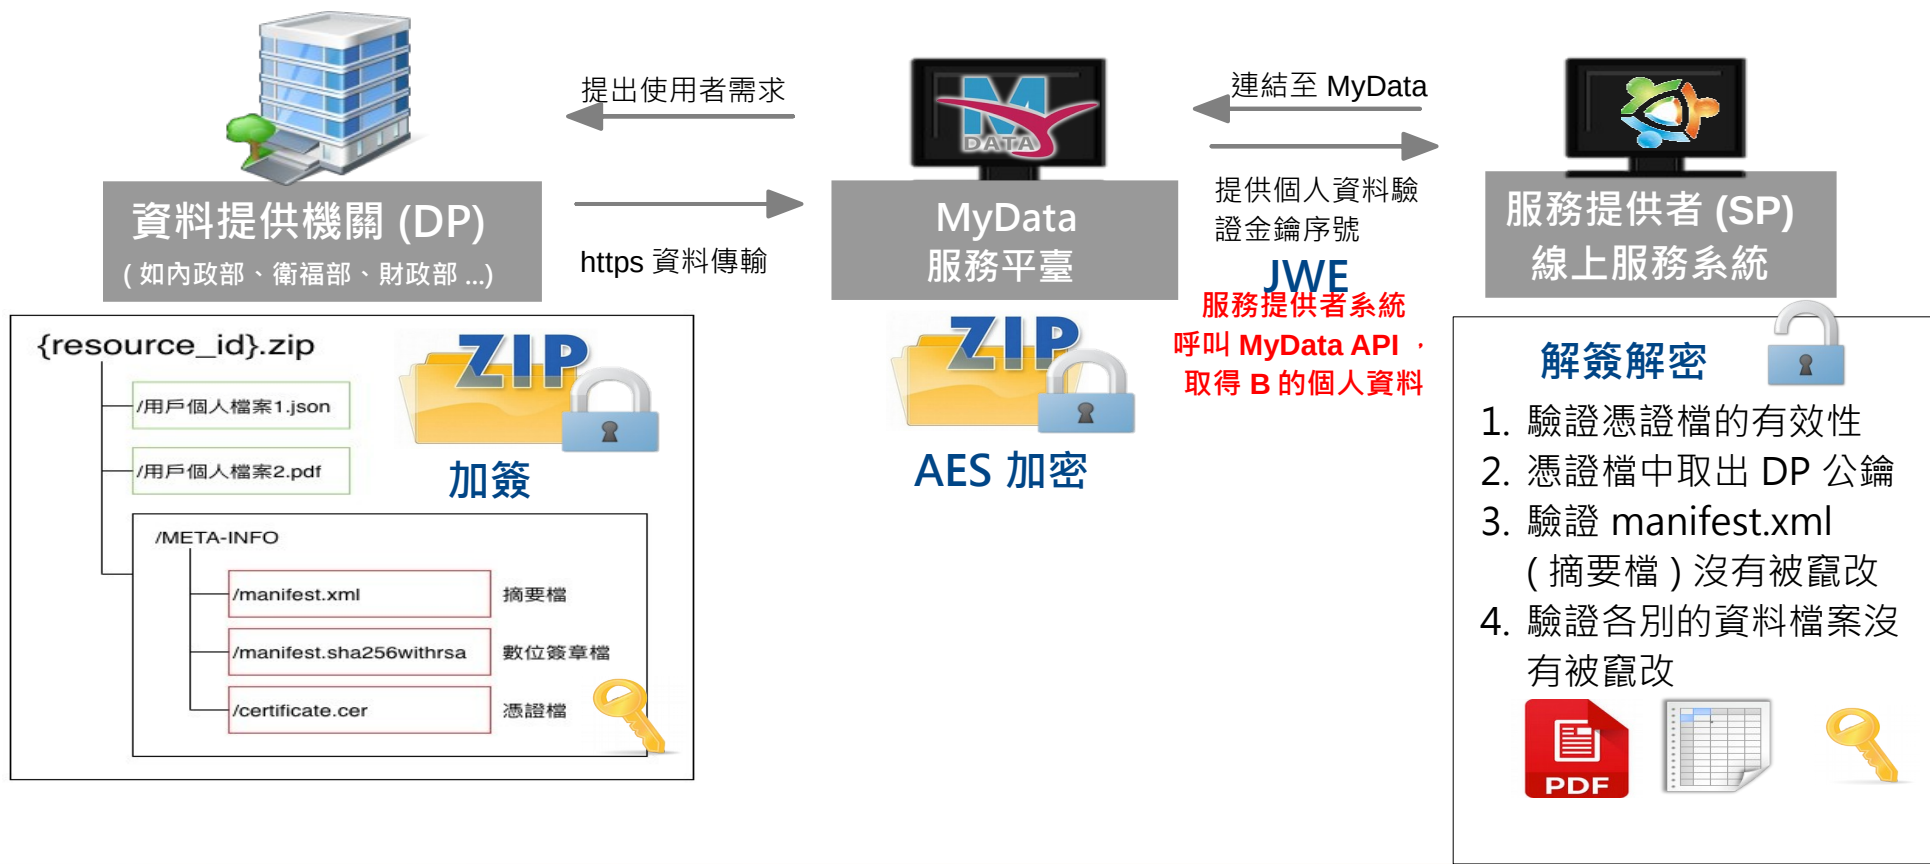 提出使用者需求
https 資料傳輸
資料提供機關 (DP)
( 如內政部、衛福部、財政部 ...)
M
DATA
MyData
服務平臺
連結至 MyData
提供個人資料驗
證金鑰序號
JWE
服務提供者系統
呼叫 MyData API ，
取得 B 的個人資料
服務提供者 (SP)
線上服務系統
{resource_id}.zip
/用戶個人檔案1.json
/用戶個人檔案2.pdf
ZIP
加簽
/META-INFO
/manifest.xml 摘要檔
/manifest.sha256withrsa 數位簽章檔
/certificate.cer 憑證檔
ZIP
AES 加密
解簽解密
1. 驗證憑證檔的有效性
2. 憑證檔中取出 DP 公鑰
3. 驗證 manifest.xml
( 摘要檔 ) 沒有被竄改
4. 驗證各別的資料檔案沒
有被竄改
PDF